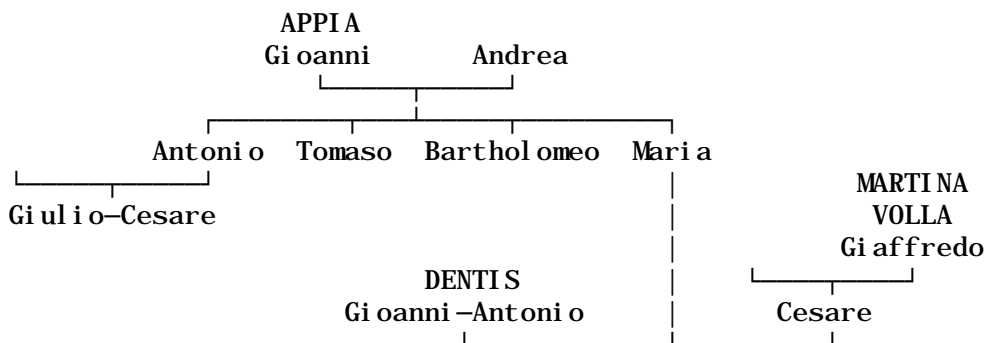 APPIA
Gioanni Andrea
Antonio Tomaso Bartholomeo Maria
MARTINA
Giulio-Cesare VOLLA
Giaffredo
DENTIS
Gioanni-Antonio Cesare